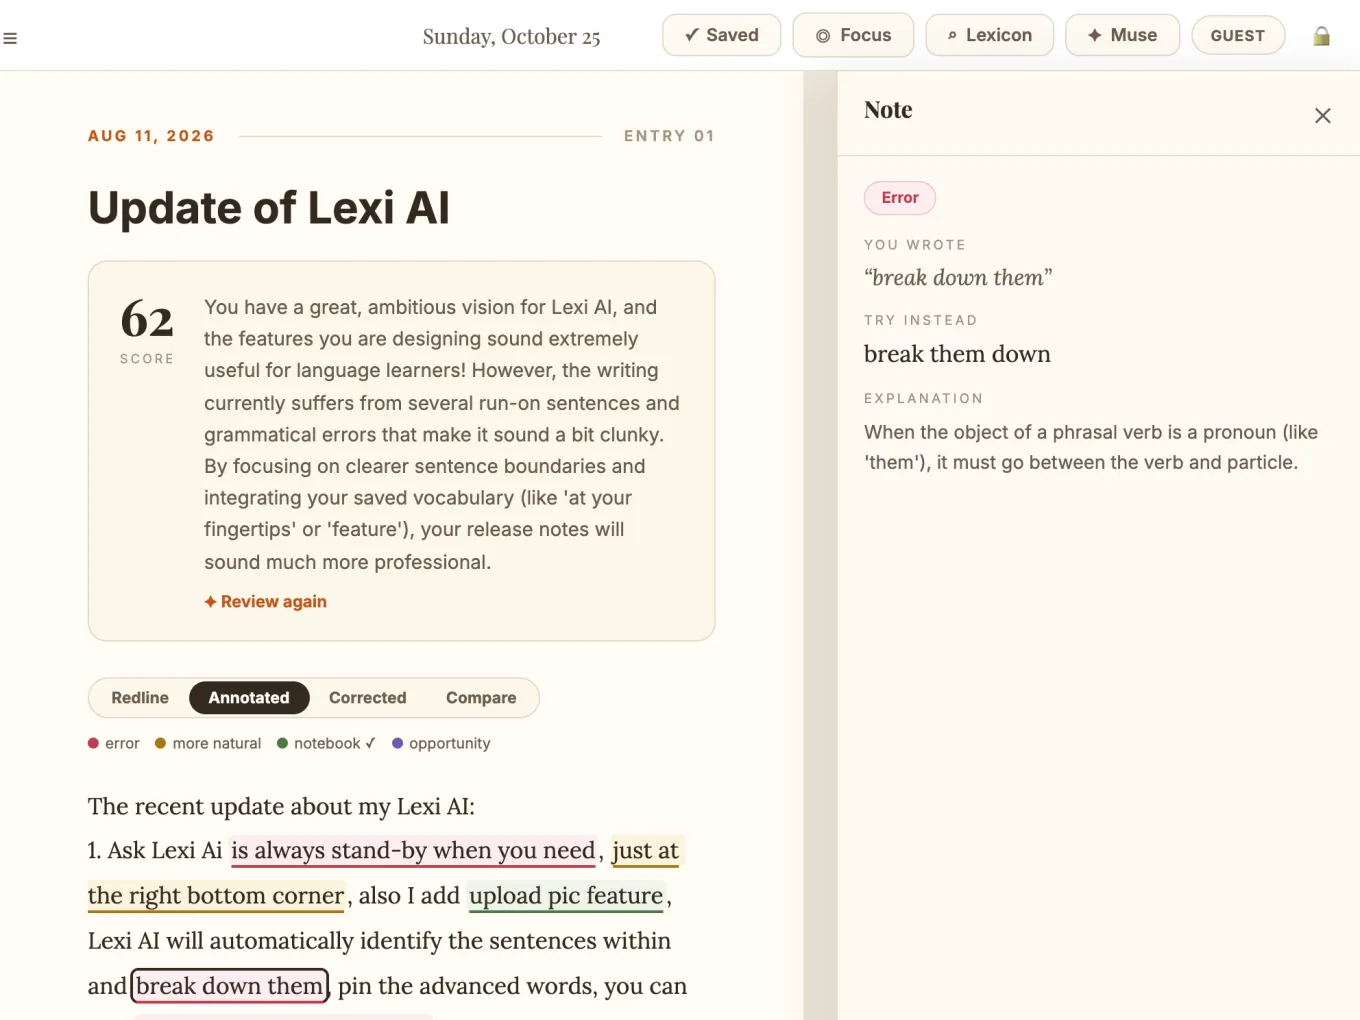 Sunday, October 25
✓ Saved
Focus
Lexicon
✦ Muse
GUEST
AUG 11, 2026
ENTRY 01
Update of Lexi AI
62
SCORE
You have a great, ambitious vision for Lexi AI, and
the features you are designing sound extremely
useful for language learners! However, the writing
currently suffers from several run-on sentences and
grammatical errors that make it sound a bit clunky.
By focusing on clearer sentence boundaries and
integrating your saved vocabulary (like 'at your
fingertips' or 'feature'), your release notes will
sound much more professional.
✦ Review again
Redline
Annotated
Corrected
Compare
error
more natural
notebook ✓
opportunity
The recent update about my Lexi AI:
1. Ask Lexi Ai is always stand-by when you need, just at
the right bottom corner, also I add upload pic feature,
Lexi AI will automatically identify the sentences within
and break down them, pin the advanced words, you can
Note
Error
YOU WROTE
“break down them”
TRY INSTEAD
break them down
EXPLANATION
When the object of a phrasal verb is a pronoun (like
'them'), it must go between the verb and particle.